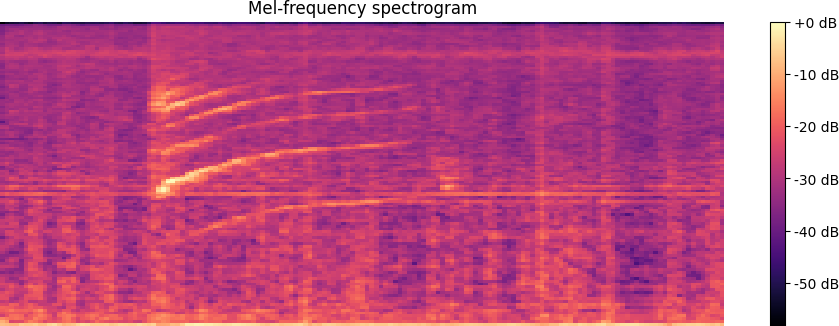 Mel-frequency spectrogram
+0 dB
-10 dB
-20 dB
-30 dB
-40 dB
-50 dB